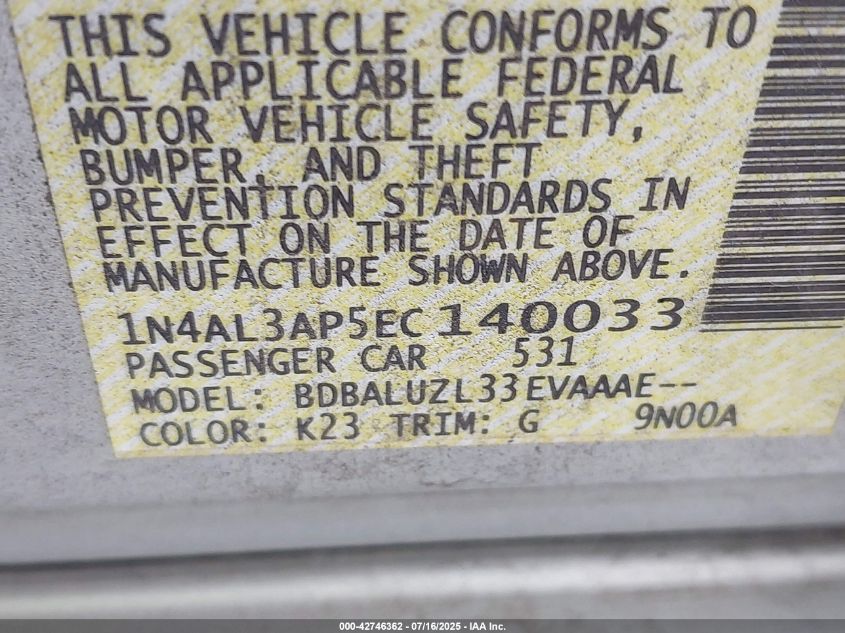 THIS VEHICLE CONFORMS TO
ALL APPLICABLE FEDERAL
MOTOR VEHICLE SAFETY,
BUMPER, AND THEFT
PREVENTION STANDARDS IN
EFFECT ON THE DATE OF
MANUFACTURE SHOWN ABOVE.
1N4AL3AP5EC140033
PASSENGER CAR 531
MODEL: BDBALUZL33EVAAAE--
COLOR: K23 TRIM: G 9N00A
000-42746362 - 07/16/2025 - IAA Inc.